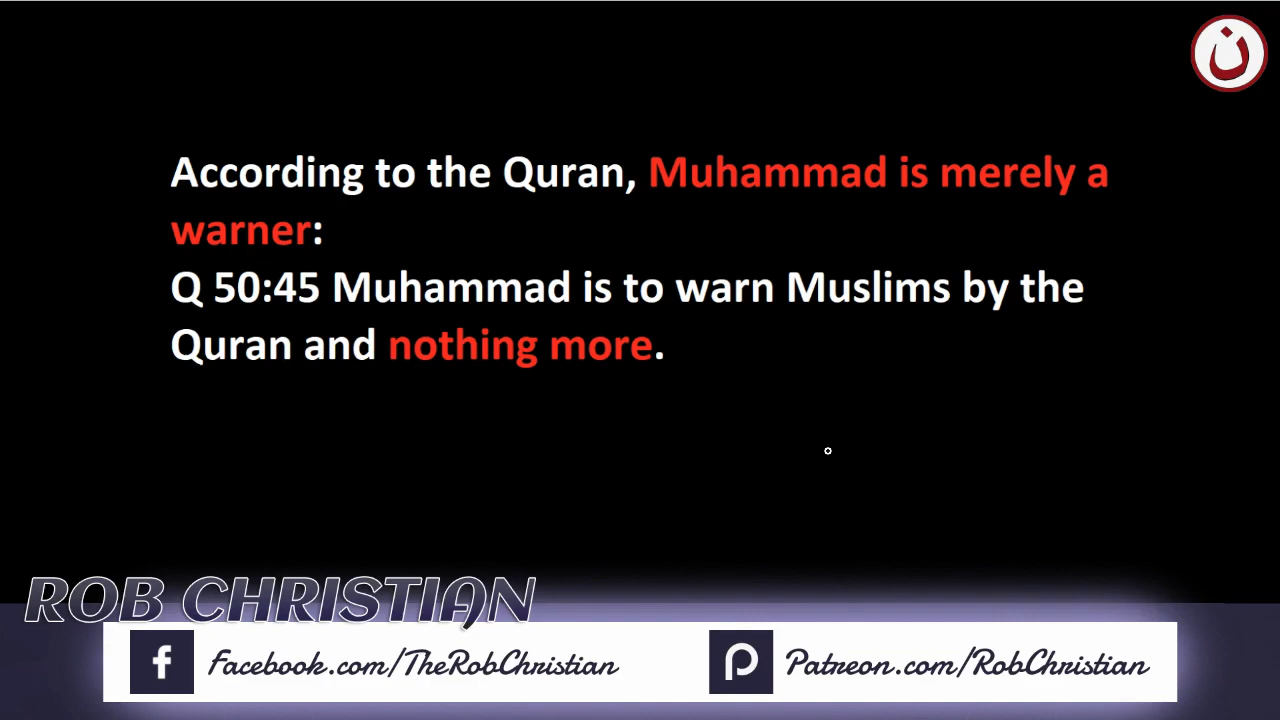 ن
According to the Quran, Muhammad is merely a
warner:
Q 50:45 Muhammad is to warn Muslims by the
Quran and nothing more.
ROB CHRISTIAN
f Facebook.com/TheRobChristian
Patreon.com/RobChristian